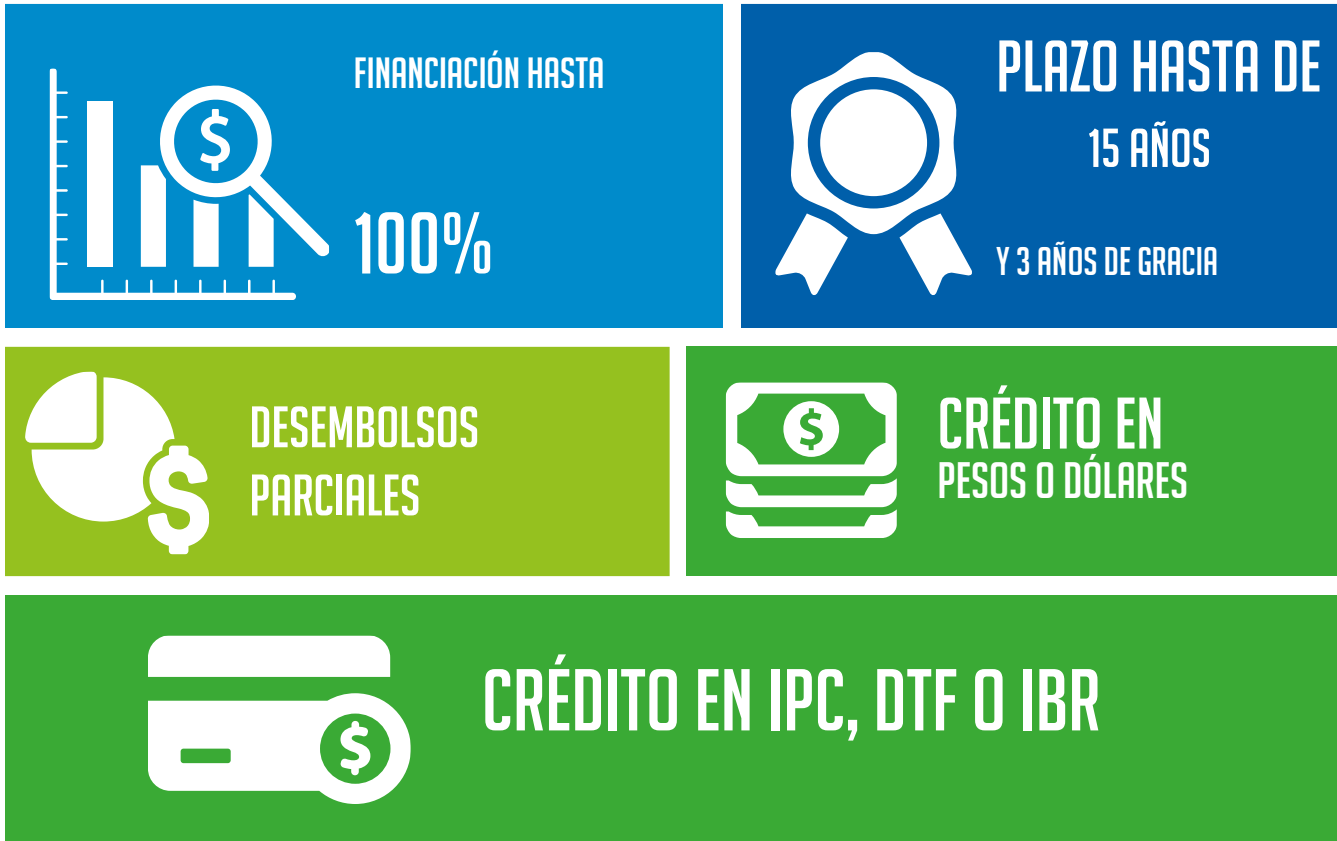 FINANCIACIÓN HASTA
100%
PLAZO HASTA DE
15 AÑOS
Y 3 AÑOS DE GRACIA
DESEMBOLSOS
PARCIALES
CRÉDITO EN
PESOS O DÓLARES
CRÉDITO EN IPC, DTF O IBR